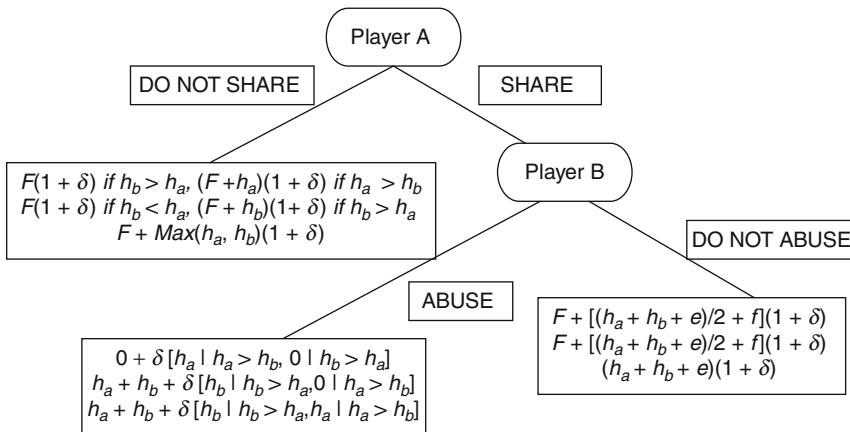 Player A
DO NOT SHARE
SHARE
Player B
F(1 + δ) if h_b > h_a, (F +h_a)(1 + δ) if h_a > h_b
F(1 + δ) if h_b < h_a, (F + h_b)(1+ δ) if h_b > h_a
F + Max(h_a, h_b)(1 + δ)
DO NOT ABUSE
ABUSE
0 + δ [h_a | h_a > h_b, 0 | h_b > h_a]
h_a + h_b + δ [h_b | h_b > h_a,0 | h_a > h_b]
h_a + h_b + δ [h_b | h_b > h_a,h_a | h_a > h_b]
F + [(h_a + h_b + e)/2 + f](1 + δ)
F + [(h_a + h_b + e)/2 + f](1 + δ)
(h_a + h_b + e)(1 + δ)